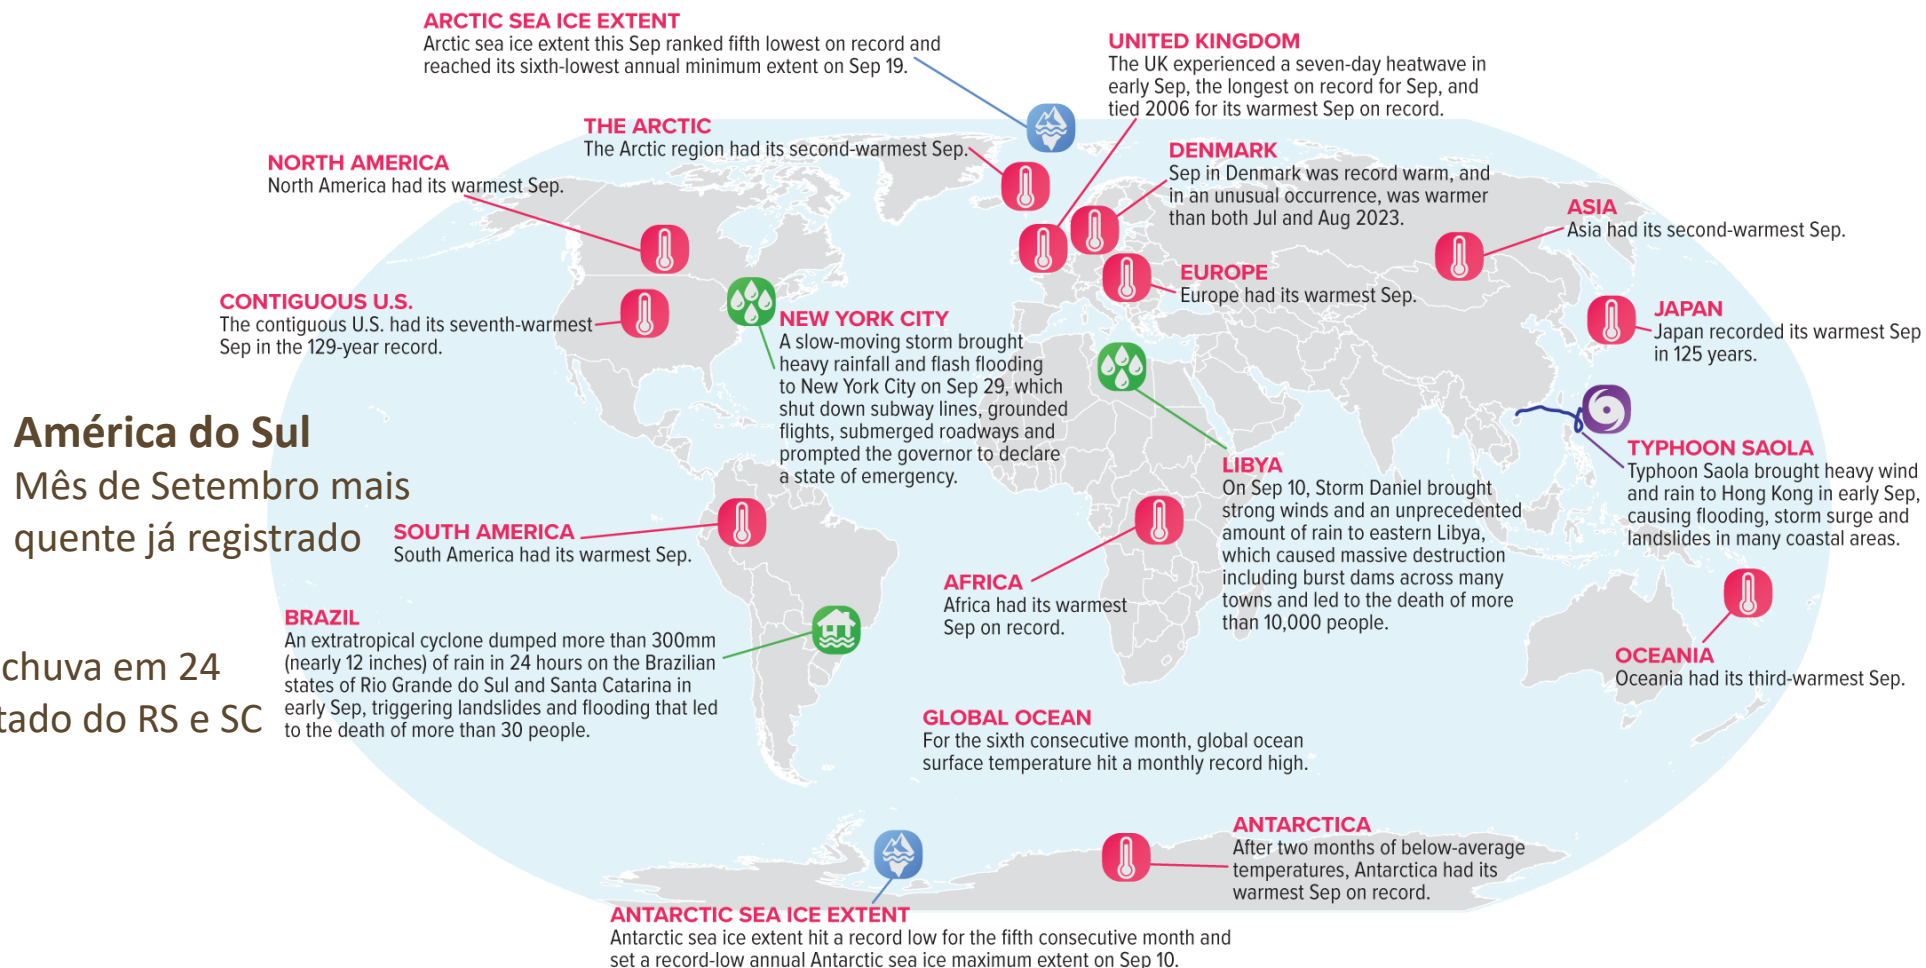 ARCTIC SEA ICE EXTENT
Arctic sea ice extent this Sep ranked fifth lowest on record and
reached its sixth-lowest annual minimum extent on Sep 19.
UNITED KINGDOM
The UK experienced a seven-day heatwave in
early Sep, the longest on record for Sep, and
tied 2006 for its warmest Sep on record.
THE ARCTIC
The Arctic region had its second-warmest Sep.
NORTH AMERICA
North America had its warmest Sep.
DENMARK
Sep in Denmark was record warm, and
in an unusual occurrence, was warmer
than both Jul and Aug 2023.
ASIA
Asia had its second-warmest Sep.
EUROPE
Europe had its warmest Sep.
CONTIGUOUS U.S.
The contiguous U.S. had its seventh-warmest
Sep in the 129-year record.
NEW YORK CITY
A slow-moving storm brought
heavy rainfall and flash flooding
to New York City on Sep 29, which
shut down subway lines, grounded
flights, submerged roadways and
prompted the governor to declare
a state of emergency.
JAPAN
Japan recorded its warmest Sep
in 125 years.
América do Sul
Mês de Setembro mais
quente já registrado
SOUTH AMERICA
South America had its warmest Sep.
LIBYA
On Sep 10, Storm Daniel brought
strong winds and an unprecedented
amount of rain to eastern Libya,
which caused massive destruction
including burst dams across many
towns and led to the death of more
than 10,000 people.
TYPHOON SAOLA
Typhoon Saola brought heavy wind
and rain to Hong Kong in early Sep,
causing flooding, storm surge and
landslides in many coastal areas.
AFRICA
Africa had its warmest
Sep on record.
BRAZIL
An extratropical cyclone dumped more than 300mm
(nearly 12 inches) of rain in 24 hours on the Brazilian
states of Rio Grande do Sul and Santa Catarina in
early Sep, triggering landslides and flooding that led
to the death of more than 30 people.
chuva em 24
tado do RS e SC
OCEANIA
Oceania had its third-warmest Sep.
GLOBAL OCEAN
For the sixth consecutive month, global ocean
surface temperature hit a monthly record high.
ANTARCTICA
After two months of below-average
temperatures, Antarctica had its
warmest Sep on record.
ANTARCTIC SEA ICE EXTENT
Antarctic sea ice extent hit a record low for the fifth consecutive month and
set a record-low annual Antarctic sea ice maximum extent on Sep 10.